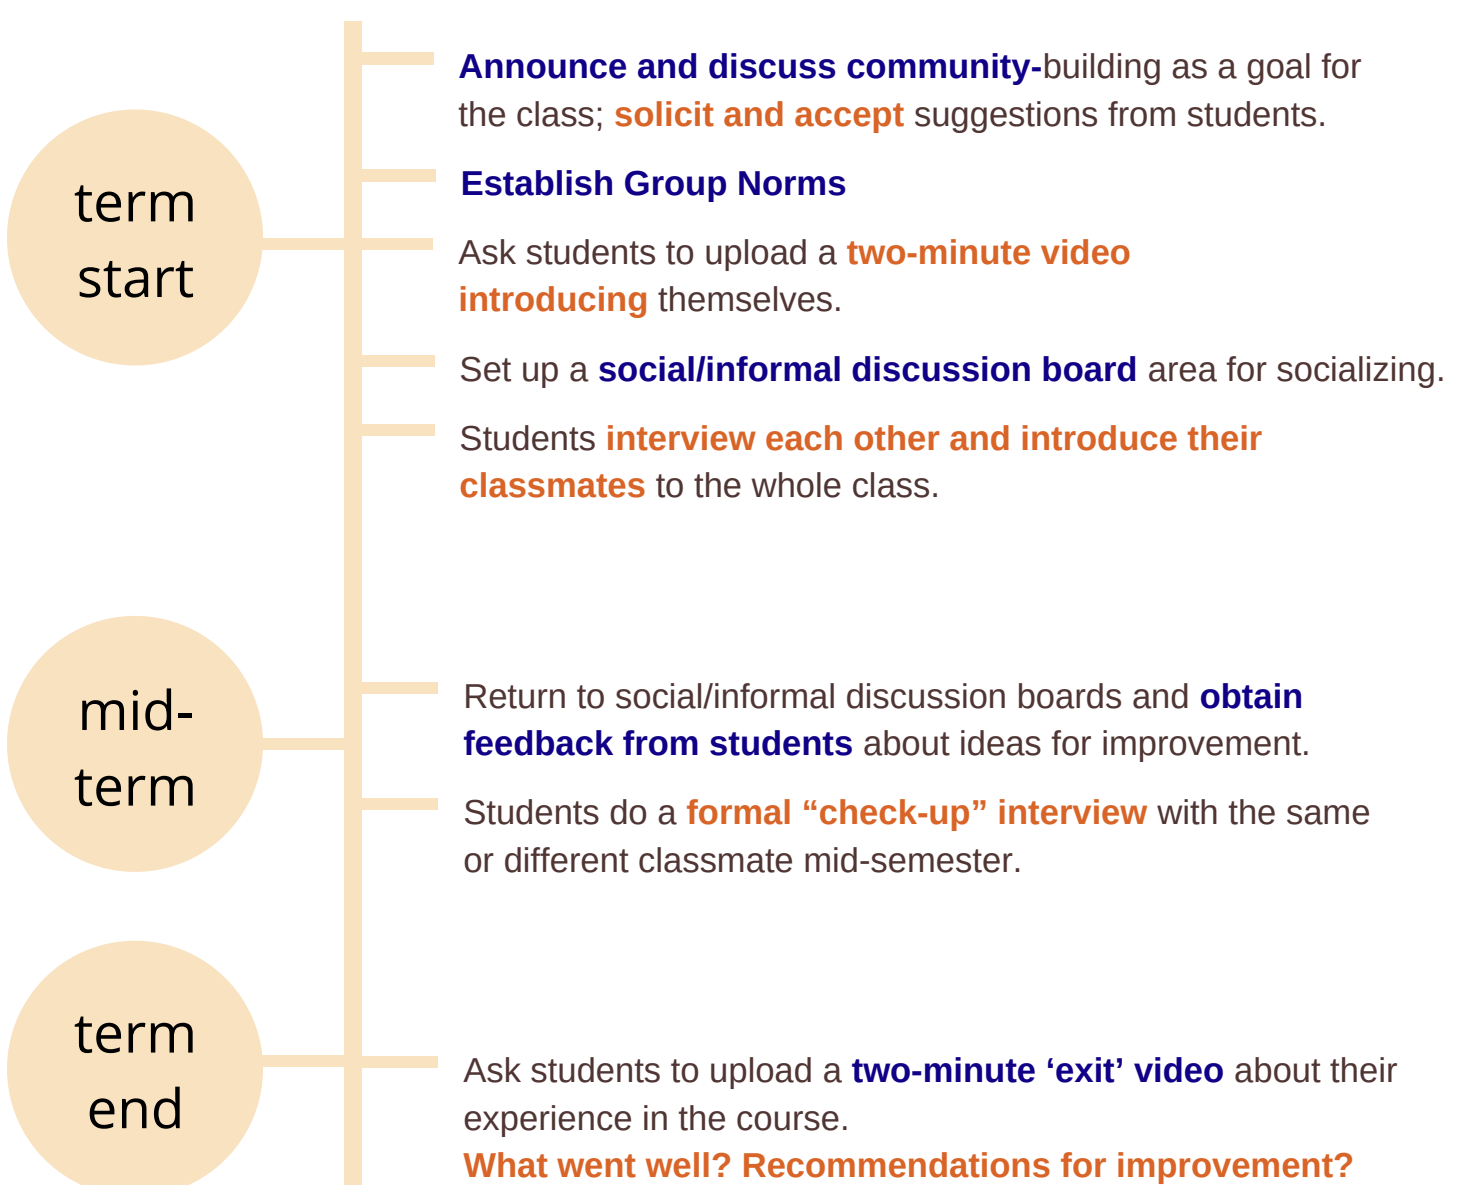 term
start
Announce and discuss community-building as a goal for
the class; solicit and accept suggestions from students.
Establish Group Norms
Ask students to upload a two-minute video
introducing themselves.
Set up a social/informal discussion board area for socializing.
Students interview each other and introduce their
classmates to the whole class.
mid-
term
Return to social/informal discussion boards and obtain
feedback from students about ideas for improvement.
Students do a formal “check-up” interview with the same
or different classmate mid-semester.
term
end
Ask students to upload a two-minute ‘exit’ video about their
experience in the course.
What went well? Recommendations for improvement?